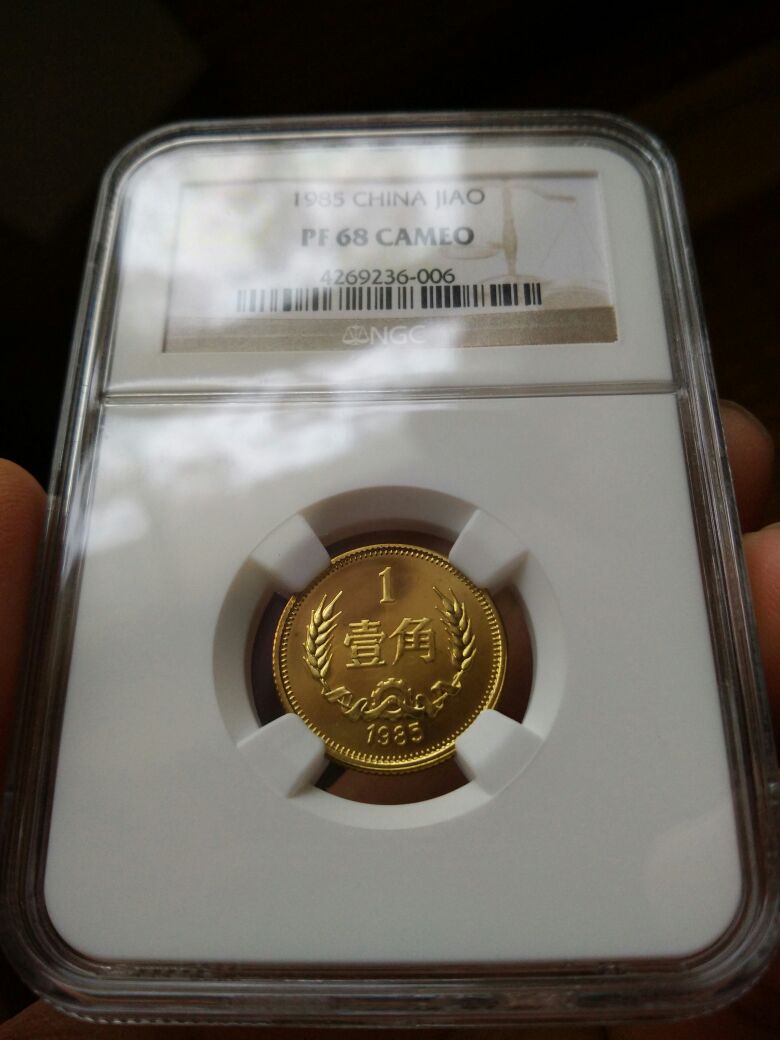 1985 CHINA JIAO
PF 68 CAMEO
4269236-006
NGC
1
壹角
1985